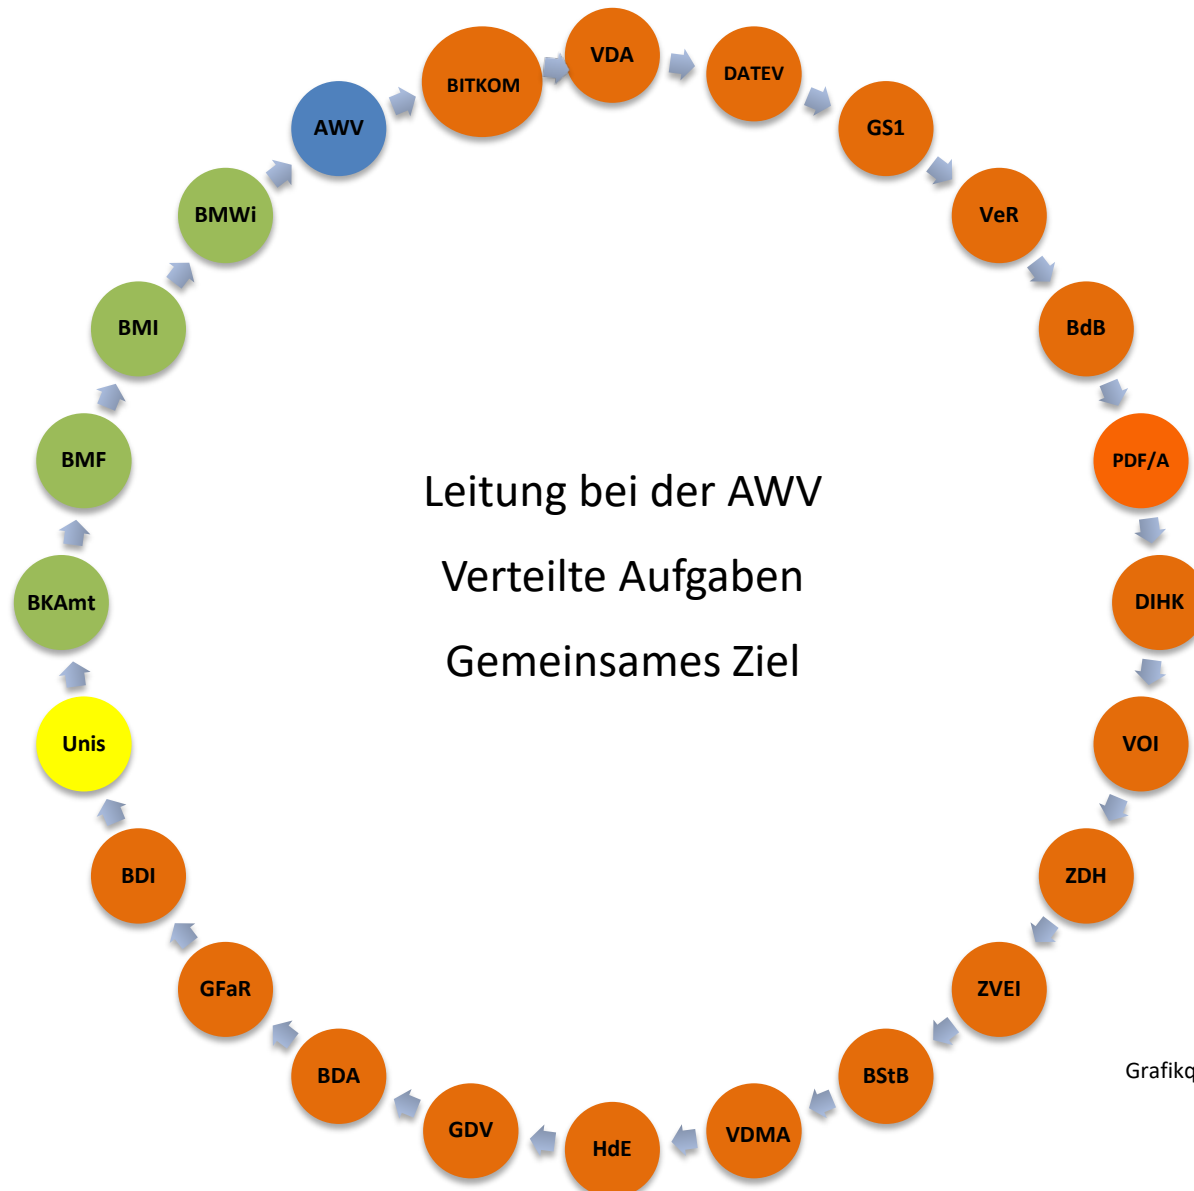 VDA
BITKOM
DATEV
AWV
GS1
BMWi
VeR
BMI
BdB
BMF
PDF/A
Leitung bei der AWV
Verteilte Aufgaben
BKAmt
DIHK
Gemeinsames Ziel
Unis
VOI
BDI
ZDH
GFaR
ZVEI
BDA
BStB
Grafikq
GDV
VDMA
HdE